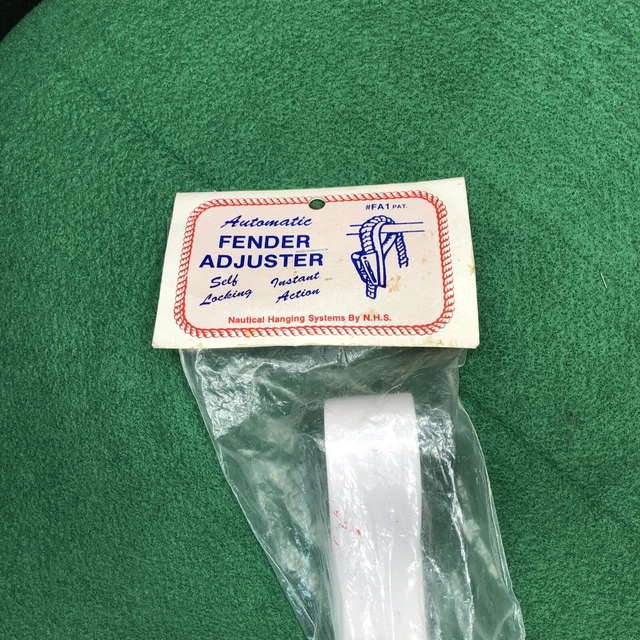 #FA1 PAT.
Automatic
FENDER
ADJUSTER
Self Instant
Locking Action
Nautical Hanging Systems By N.H.S.